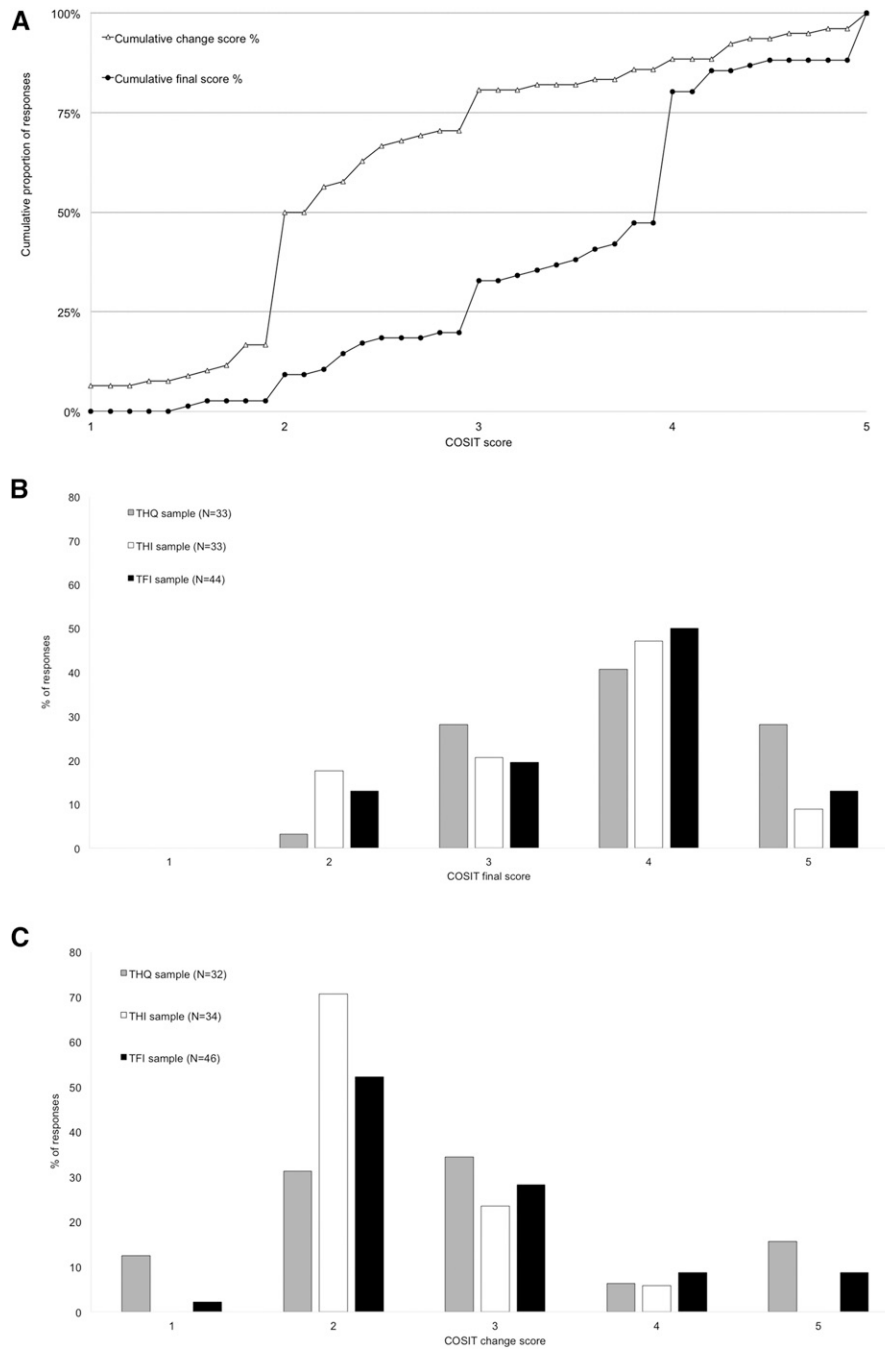 A
Cumulative proportion of responses
100%
75%
50%
25%
0%
Cumulative change score %
Cumulative final score %
1 2 3 4 5
COSIT score
B
% of responses
80
70
60
50
40
30
20
10
0
THQ sample (N=33)
THI sample (N=33)
TFI sample (N=44)
1 2 3 4 5
COSIT final score
C
% of responses
80
70
60
50
40
30
20
10
0
THQ sample (N=32)
THI sample (N=34)
TFI sample (N=46)
1 2 3 4 5
COSIT change score